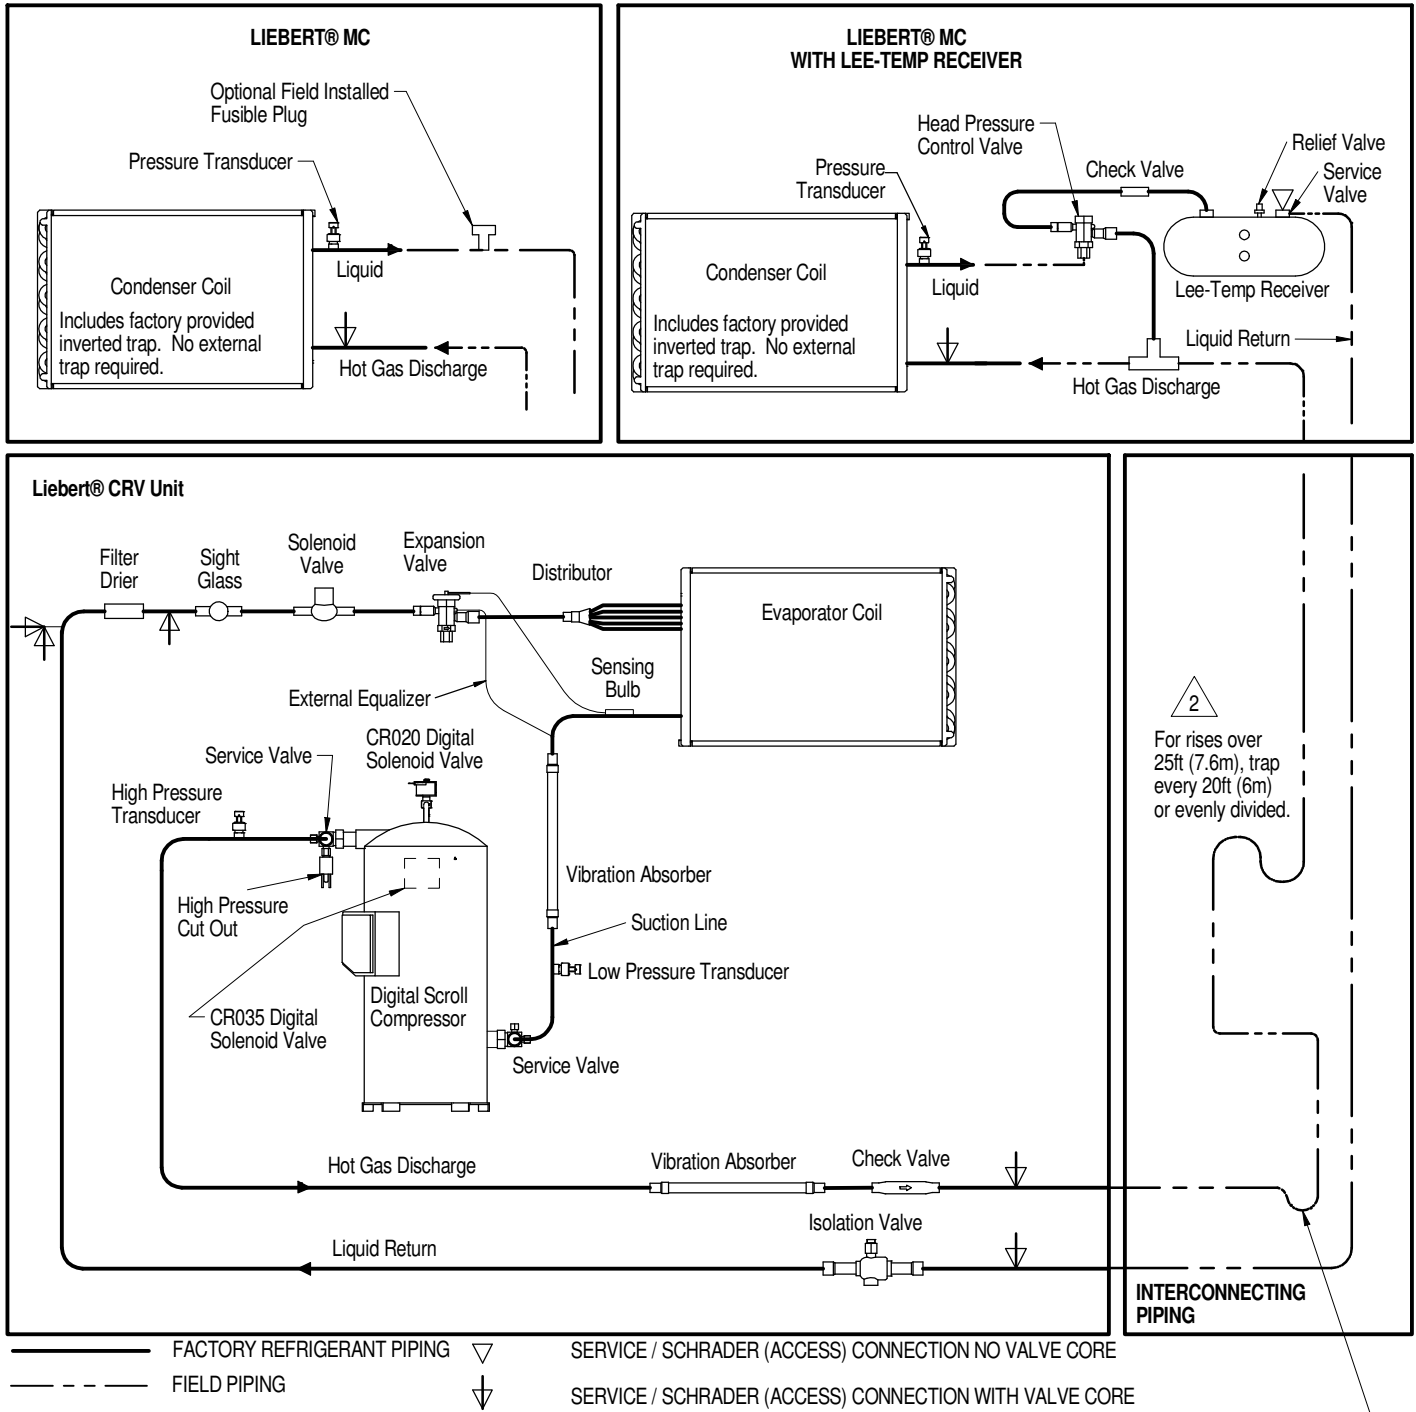 LIEBERT® MC
Optional Field Installed
Fusible Plug
Pressure Transducer
Liquid
Condenser Coil
Includes factory provided
inverted trap. No external
trap required.
Hot Gas Discharge
LIEBERT® MC
WITH LEE-TEMP RECEIVER
Head Pressure
Control Valve
Relief Valve
Check Valve
Service
Valve
Pressure
Transducer
Condenser Coil
Liquid
Lee-Temp Receiver
Includes factory provided
inverted trap. No external
trap required.
Liquid Return
Hot Gas Discharge
Liebert® CRV Unit
Filter
Drier
Sight
Glass
Solenoid
Valve
Expansion
Valve
Distributor
Evaporator Coil
Sensing
Bulb
External Equalizer
CR020 Digital
Solenoid Valve
Service Valve
High Pressure
Transducer
Vibration Absorber
High Pressure
Cut Out
Suction Line
Low Pressure Transducer
Digital Scroll
Compressor
CR035 Digital
Solenoid Valve
Service Valve
Hot Gas Discharge
Vibration Absorber
Check Valve
Isolation Valve
Liquid Return
2
For rises over
25ft (7.6m), trap
every 20ft (6m)
or evenly divided.
INTERCONNECTING
PIPING
FACTORY REFRIGERANT PIPING
SERVICE / SCHRADER (ACCESS) CONNECTION NO VALVE CORE
FIELD PIPING
SERVICE / SCHRADER (ACCESS) CONNECTION WITH VALVE CORE